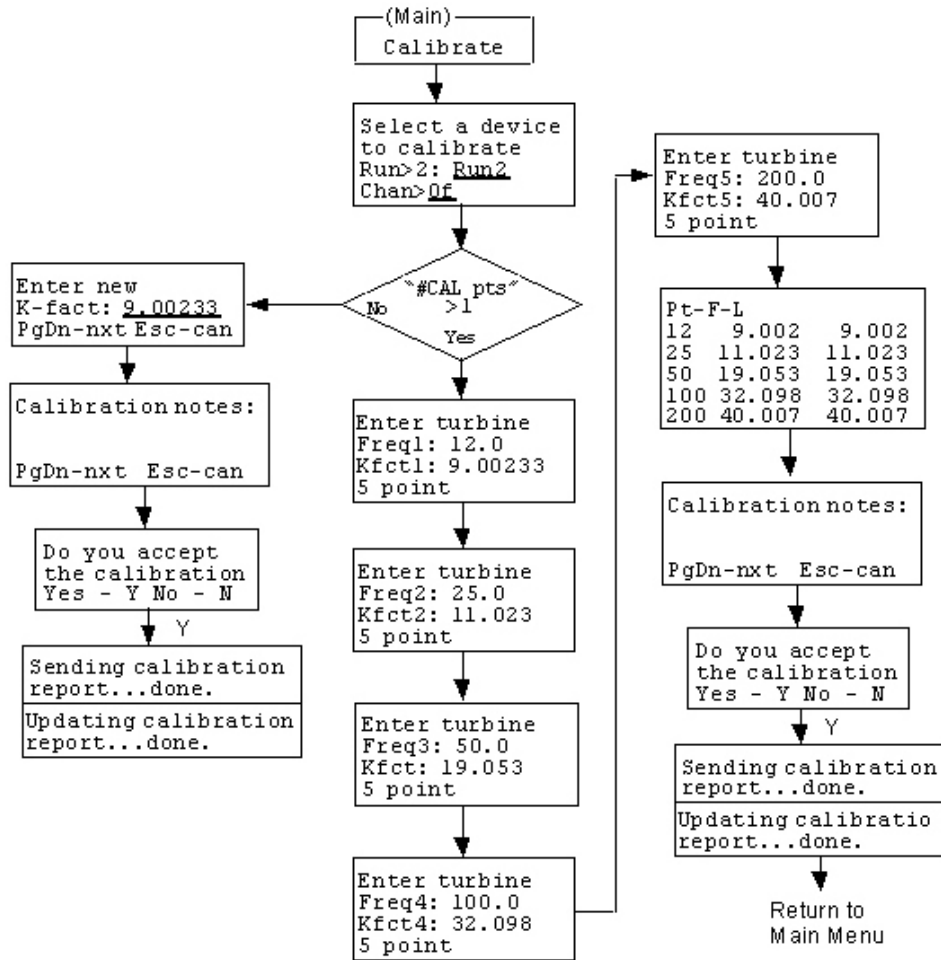 (Main)
Calibrate
Select a device
to calibrate
Run>2: Run2
Chan>0f
"#CAL pts"
>1
No
Yes
Enter new
K-fact: 9.00233
PgDn-nxt Esc-can
Calibration notes:
PgDn-nxt Esc-can
Do you accept
the calibration
Yes - Y No - N
Y
Sending calibration
report...done.
Updating calibration
report...done.
Enter turbine
Freq1: 12.0
Kfct1: 9.00233
5 point
Enter turbine
Freq2: 25.0
Kfct2: 11.023
5 point
Enter turbine
Freq3: 50.0
Kfct: 19.053
5 point
Enter turbine
Freq4: 100.0
Kfct4: 32.098
5 point
Enter turbine
Freq5: 200.0
Kfct5: 40.007
5 point
Pt-F-L
12 9.002 9.002
25 11.023 11.023
50 19.053 19.053
100 32.098 32.098
200 40.007 40.007
Calibration notes:
PgDn-nxt Esc-can
Do you accept
the calibration
Yes - Y No - N
Y
Sending calibration
report...done.
Updating calibratio
report...done.
Return to
Main Menu